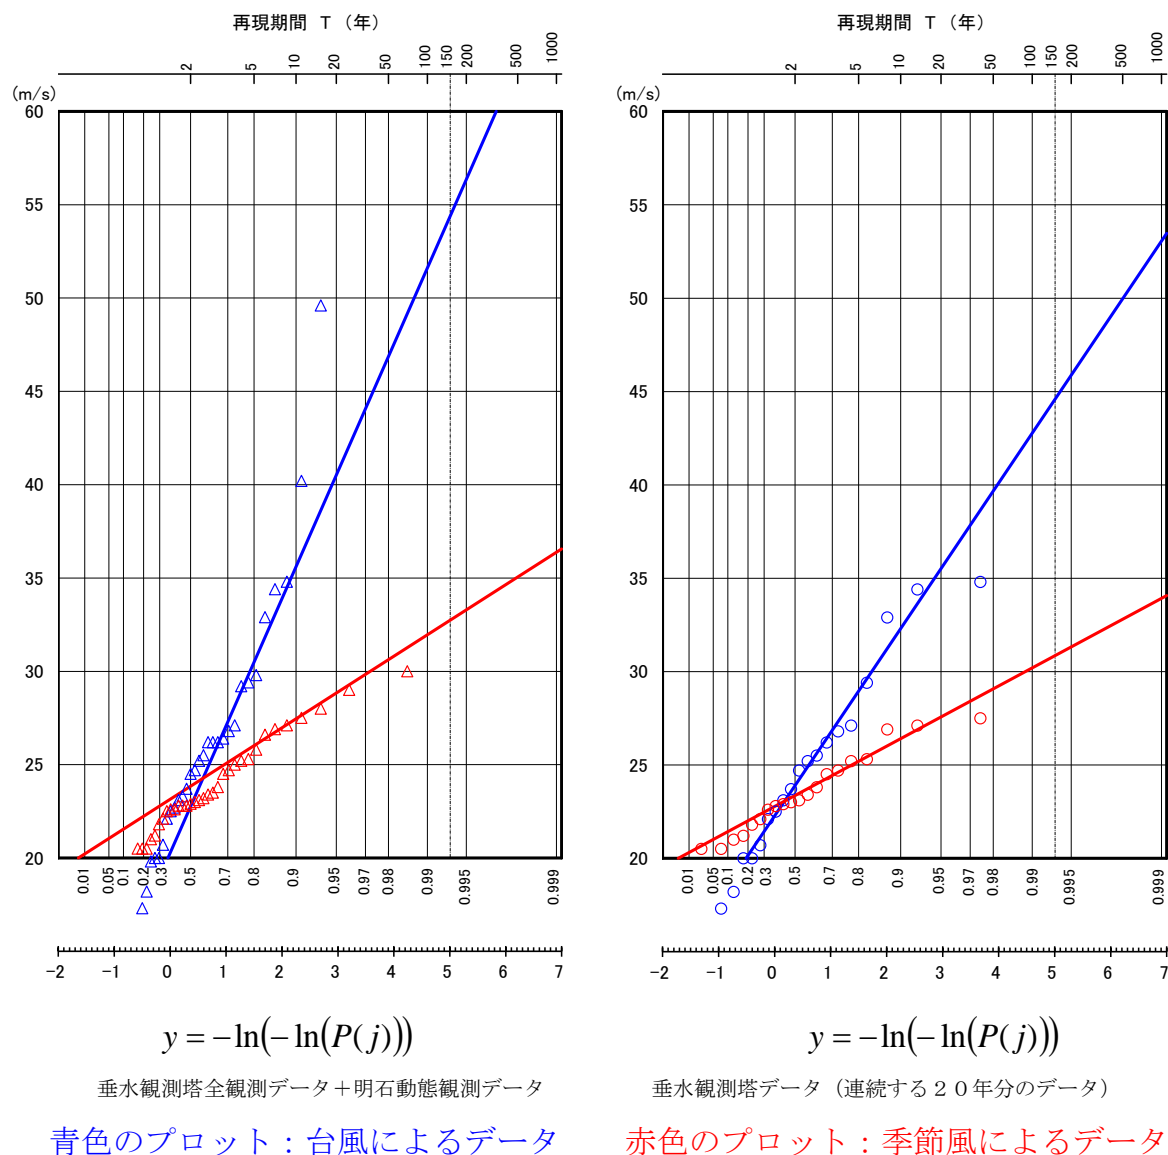 再現期間 T (年)
2 5 10 20 50 100 150 200 500 1000
(m/s)
60
55
50
45
40
35
30
25
20
0.01 0.05 0.1 0.2 0.3 0.5 0.7 0.8 0.9 0.95 0.97 0.98 0.99 0.995 0.999
-2 -1 0 1 2 3 4 5 6 7
y = −ln(−ln(P(j)))
垂水観測塔全観測データ+明石動態観測データ
青色のプロット:台風によるデータ
再現期間 T (年)
2 5 10 20 50 100 150 200 500 1000
(m/s)
60
55
50
45
40
35
30
25
20
0.01 0.05 0.1 0.2 0.3 0.5 0.7 0.8 0.9 0.95 0.97 0.98 0.99 0.995 0.999
-2 -1 0 1 2 3 4 5 6 7
y = −ln(−ln(P(j)))
垂水観測塔データ(連続する20年分のデータ)
赤色のプロット:季節風によるデータ